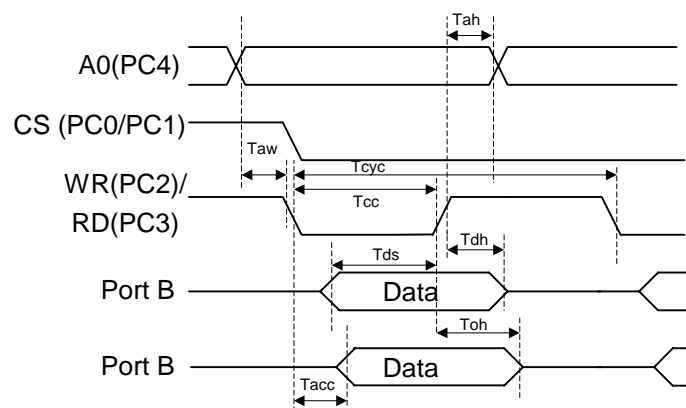 Tah
A0(PC4)
CS (PC0/PC1)
Taw
Tcyc
WR(PC2)/
Tcc
RD(PC3)
Tds
Tdh
Port B
Data
Toh
Port B
Data
Tacc